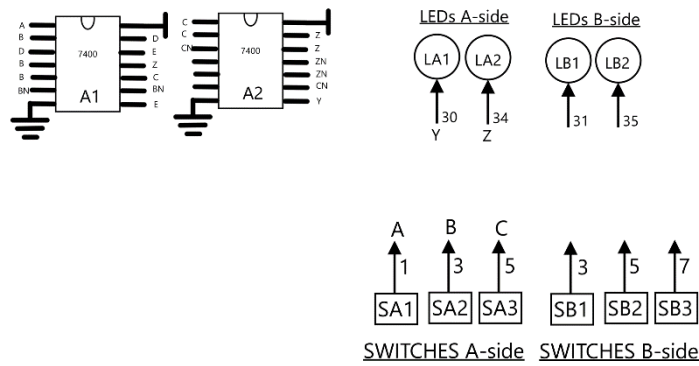 A
B
D
B
B
BN
7400
A1
D
E
Z
C
BN
E
C
C
CN
7400
A2
Z
Z
ZN
ZN
CN
Y
LEDs A-side
LA1 LA2
30 34
Y Z
LEDs B-side
LB1 LB2
31 35
A B C
1 3 5
SA1 SA2 SA3
SWITCHES A-side
3 5 7
SB1 SB2 SB3
SWITCHES B-side